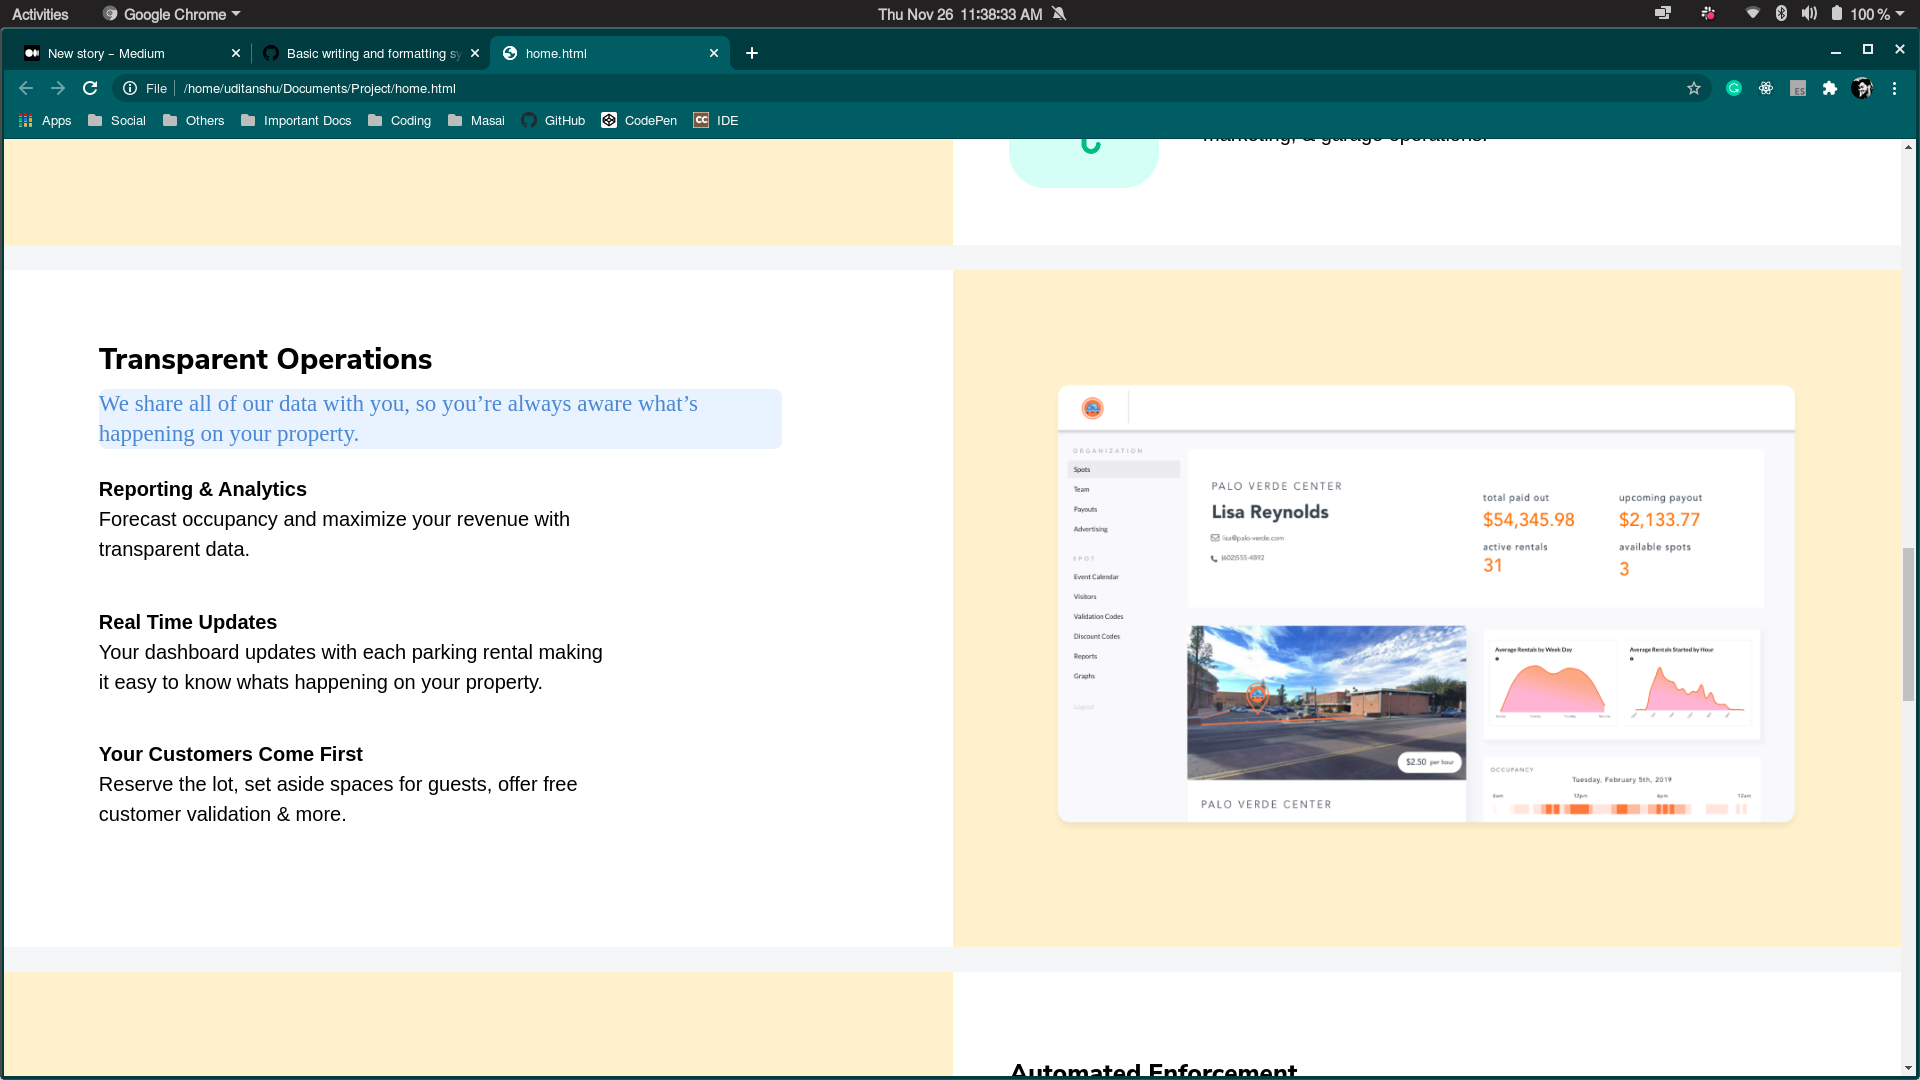 Activities
Google Chrome
Thu Nov 26 11:38:33 AM
100 %
New story – Medium
Basic writing and formatting sy
home.html
File
/home/uditanshu/Documents/Project/home.html
Apps
Social
Others
Important Docs
Coding
Masai
GitHub
CodePen
IDE
marketing, & garage operations.
Transparent Operations
We share all of our data with you, so you’re always aware what’s
happening on your property.
Reporting & Analytics
Forecast occupancy and maximize your revenue with
transparent data.
Real Time Updates
Your dashboard updates with each parking rental making
it easy to know whats happening on your property.
Your Customers Come First
Reserve the lot, set aside spaces for guests, offer free
customer validation & more.
ORGANIZATION
Spots
Team
Payouts
Advertising
SPOT
Event Calendar
Visitors
Validation Codes
Discount Codes
Reports
Graphs
Logout
PALO VERDE CENTER
Lisa Reynolds
lisa@palo-verde.com
(602)555-4892
total paid out
$54,345.98
upcoming payout
$2,133.77
active rentals
31
available spots
3
$2.50 per hour
PALO VERDE CENTER
Average Rentals by Week Day
Average Rentals Started by Hour
OCCUPANCY
Tuesday, February 5th, 2019
6am
12pm
6pm
12am
Automated Enforcement